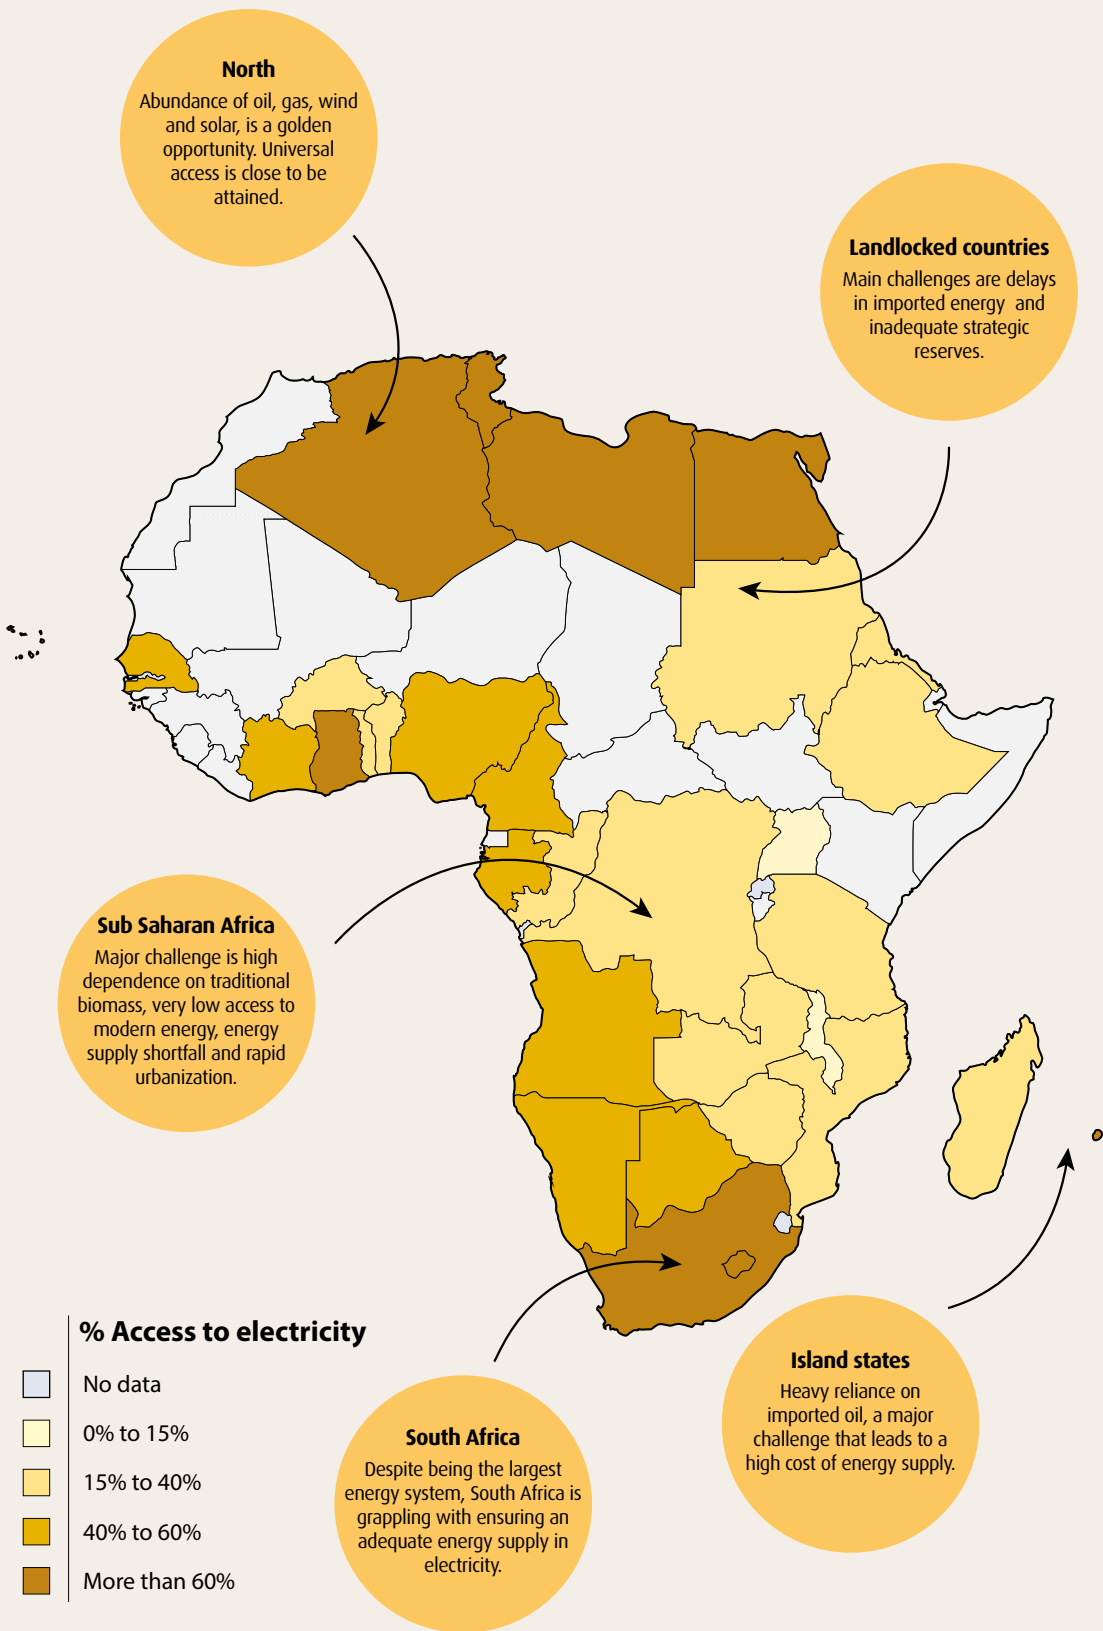 North
Abundance of oil, gas, wind
and solar, is a golden
opportunity. Universal
access is close to be
attained.
Landlocked countries
Main challenges are delays
in imported energy and
inadequate strategic
reserves.
Sub Saharan Africa
Major challenge is high
dependence on traditional
biomass, very low access to
modern energy, energy
supply shortfall and rapid
urbanization.
% Access to electricity
No data
0% to 15%
15% to 40%
40% to 60%
More than 60%
South Africa
Despite being the largest
energy system, South Africa is
grappling with ensuring an
adequate energy supply in
electricity.
Island states
Heavy reliance on
imported oil, a major
challenge that leads to a
high cost of energy supply.